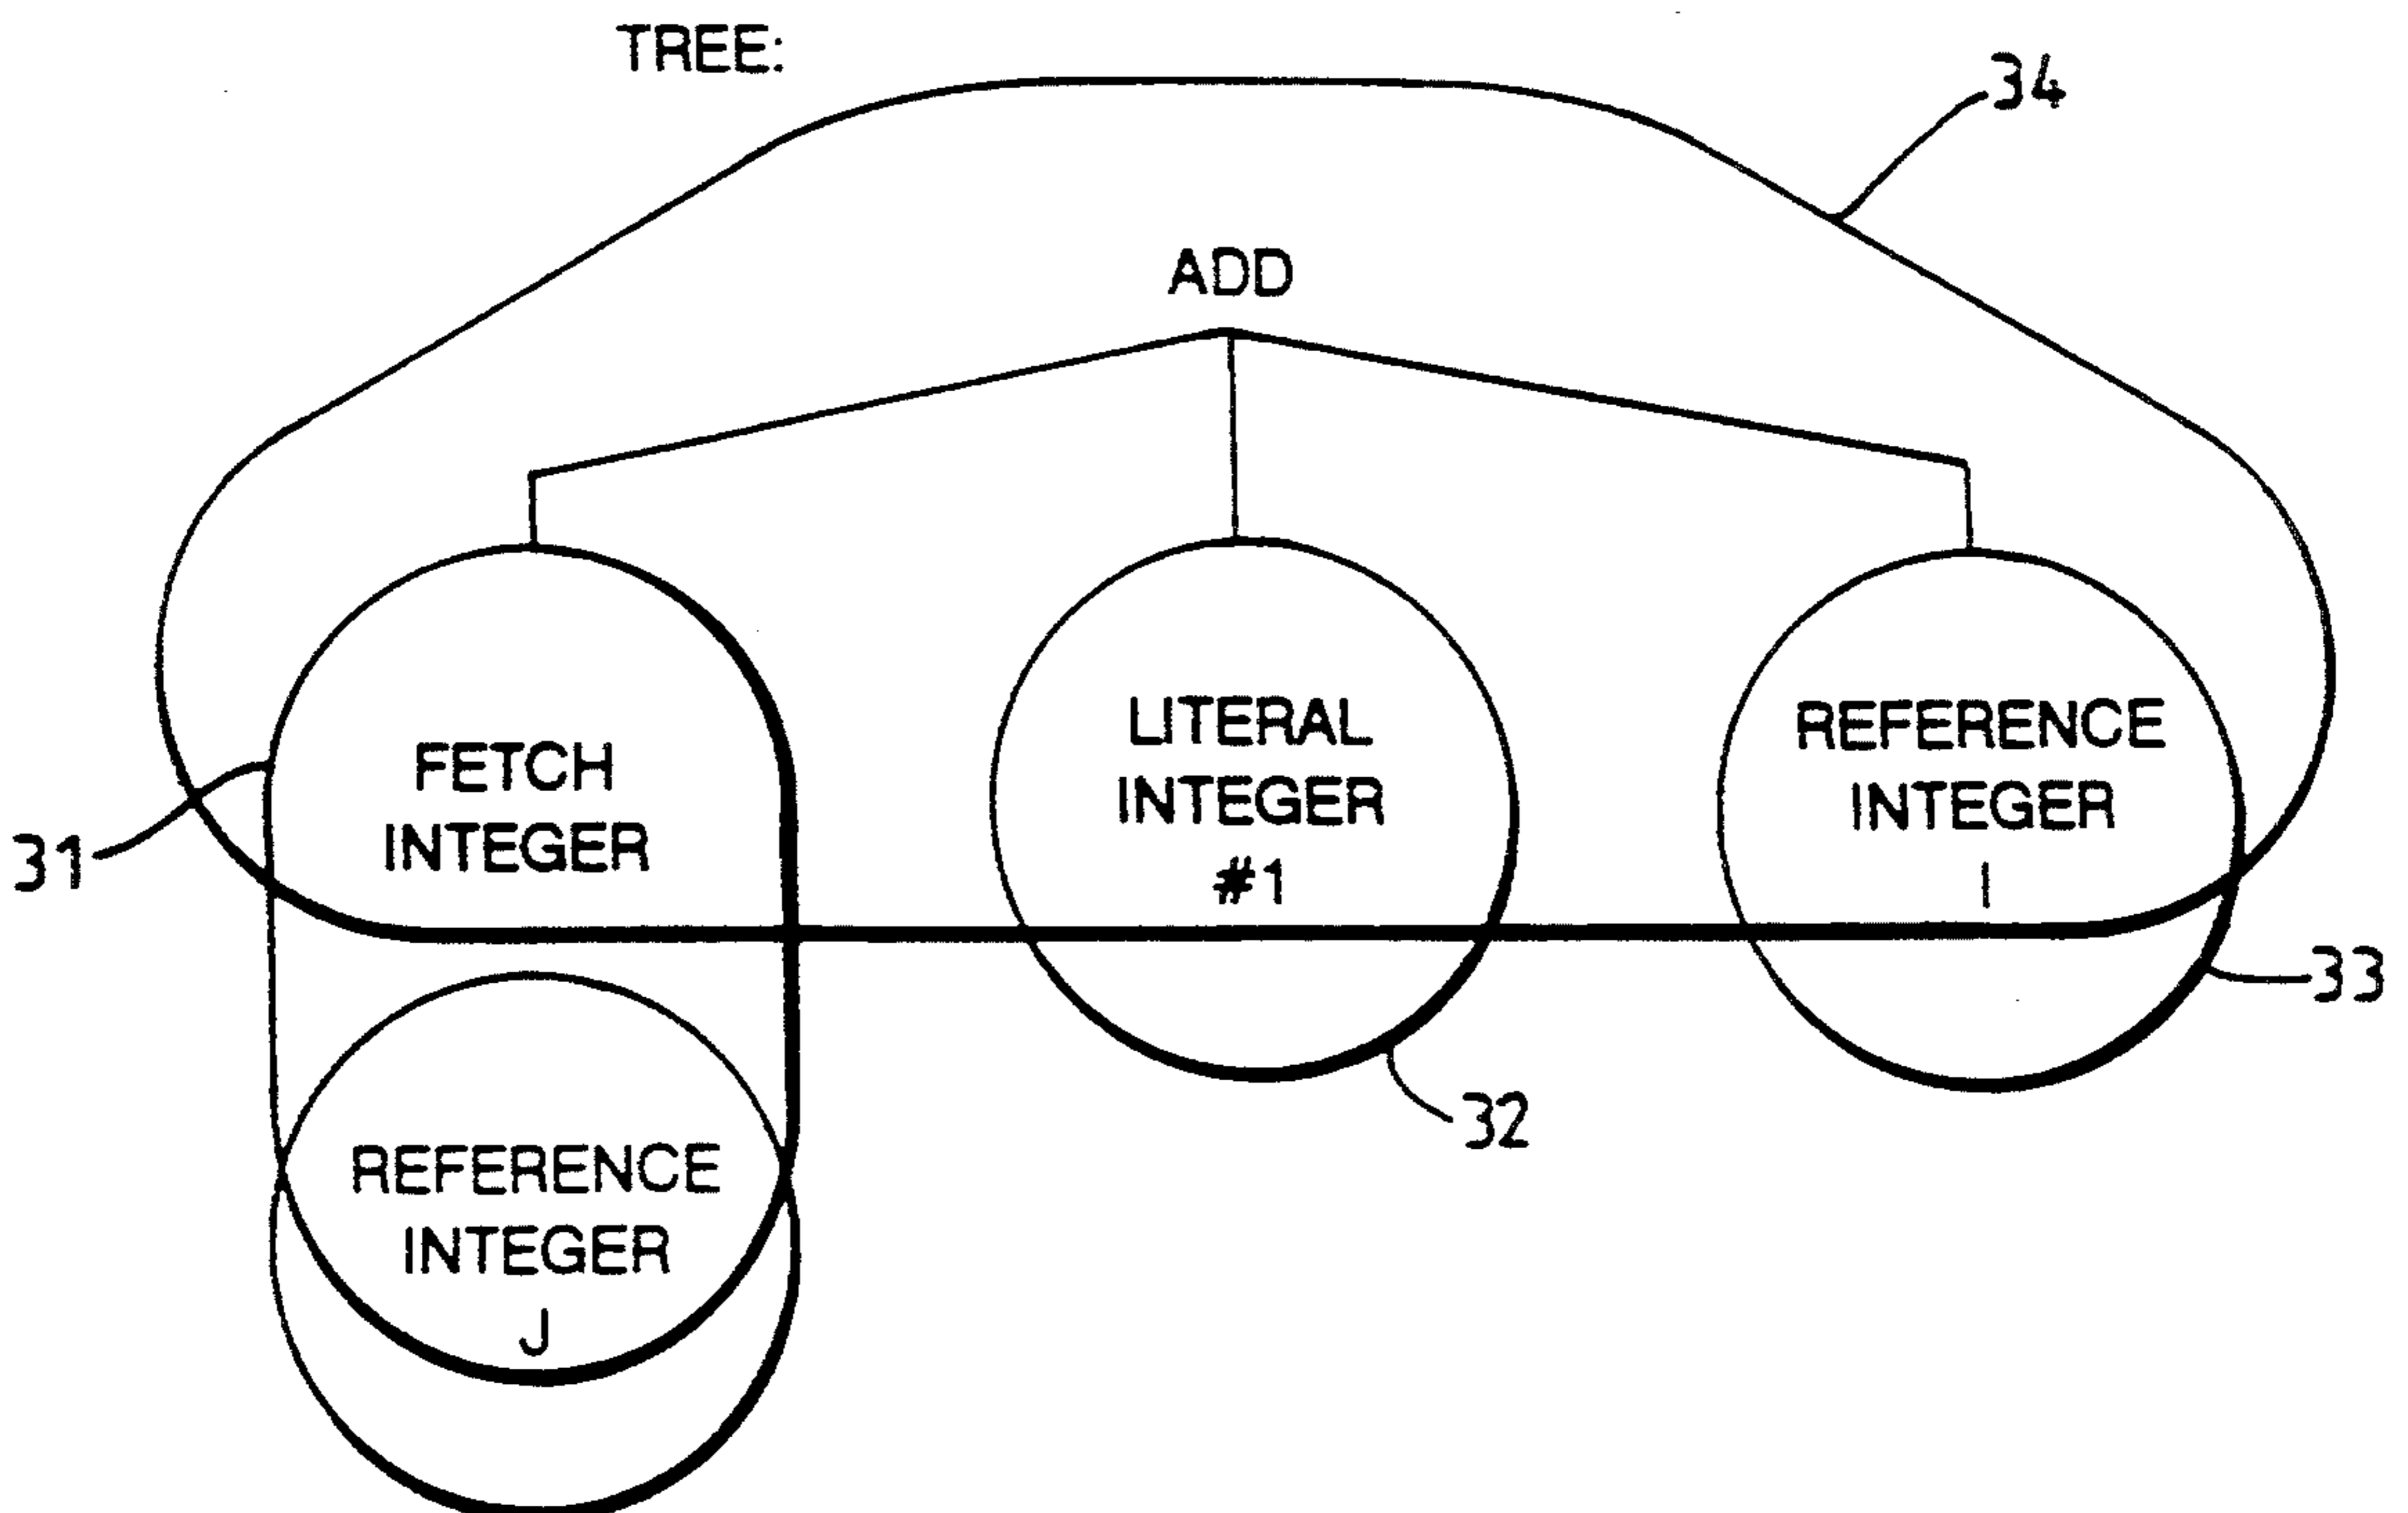 TREE:
34
ADD
FETCH
INTEGER
31
LITERAL
INTEGER
#1
REFERENCE
INTEGER
I
33
32
REFERENCE
INTEGER
J